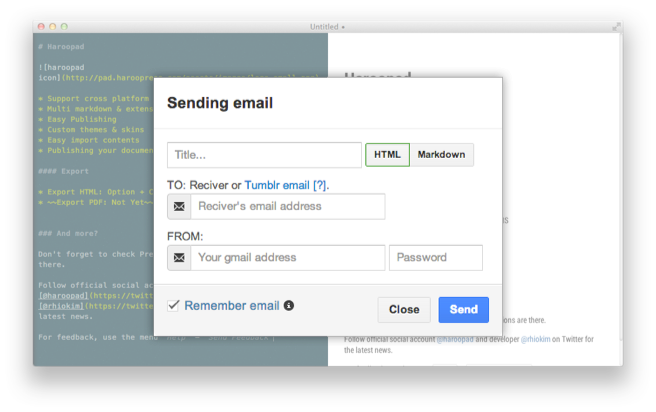 Untitled •
# Haroopad
![haroopad
icon](http://pad.haroopre
* Support cross platform
* Multi markdown & exten
* Easy Publishing
* Custom themes & skins
* Easy import contents
* Publishing your documen
#### Export
* Export HTML: Option +
* ~~Export PDF: Not Yet~~
### And more?
Don't forget to check Pre
there.
Follow official social ac
[@haroopad](https://twitt
[@rhiokim](https://twitte
latest news.
For feedback, use the menu
Haroopad
Sending email
Title...
HTML
Markdown
TO: Reciver or Tumblr email [?].
Reciver's email address
FROM:
Your gmail address
Password
Remember email
Close
Send
ions are there.
Follow official social account @haroopad and developer @rhiokim on Twitter for
the latest news.